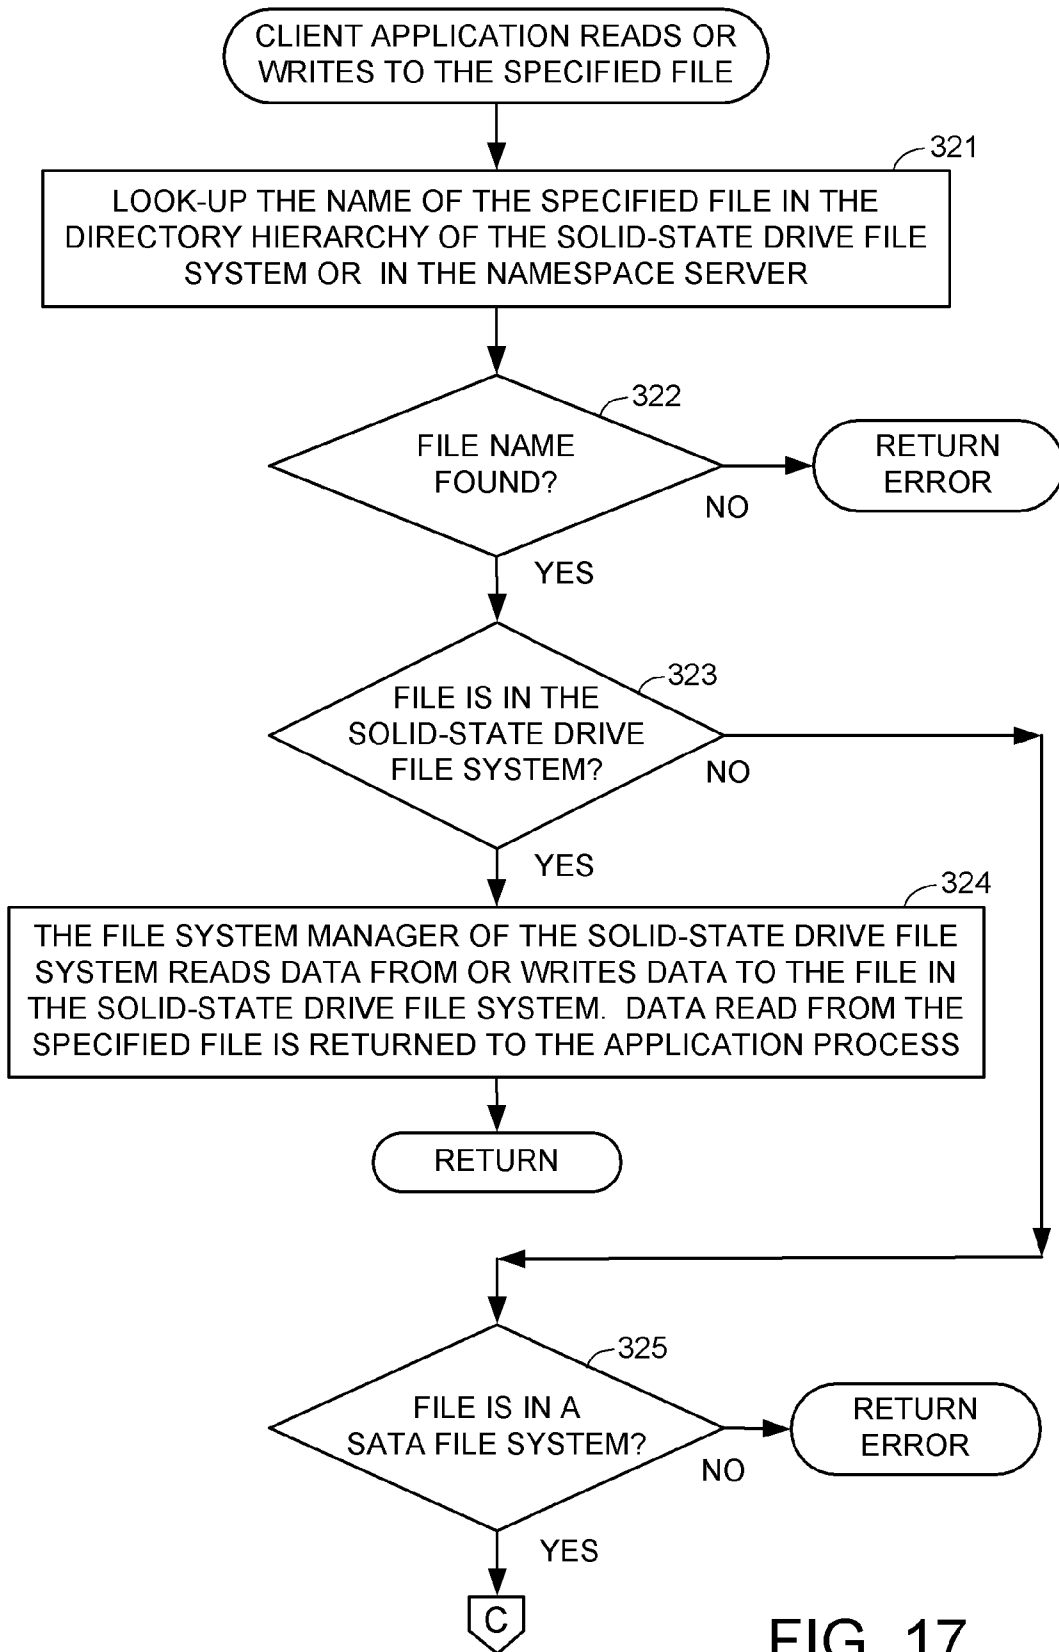 CLIENT APPLICATION READS OR
WRITES TO THE SPECIFIED FILE
321
LOOK-UP THE NAME OF THE SPECIFIED FILE IN THE
DIRECTORY HIERARCHY OF THE SOLID-STATE DRIVE FILE
SYSTEM OR IN THE NAMESPACE SERVER
322
FILE NAME
FOUND?
NO
RETURN
ERROR
YES
323
FILE IS IN THE
SOLID-STATE DRIVE
FILE SYSTEM?
NO
YES
324
THE FILE SYSTEM MANAGER OF THE SOLID-STATE DRIVE FILE
SYSTEM READS DATA FROM OR WRITES DATA TO THE FILE IN
THE SOLID-STATE DRIVE FILE SYSTEM. DATA READ FROM THE
SPECIFIED FILE IS RETURNED TO THE APPLICATION PROCESS
RETURN
325
FILE IS IN A
SATA FILE SYSTEM?
NO
RETURN
ERROR
YES
C
FIG. 17